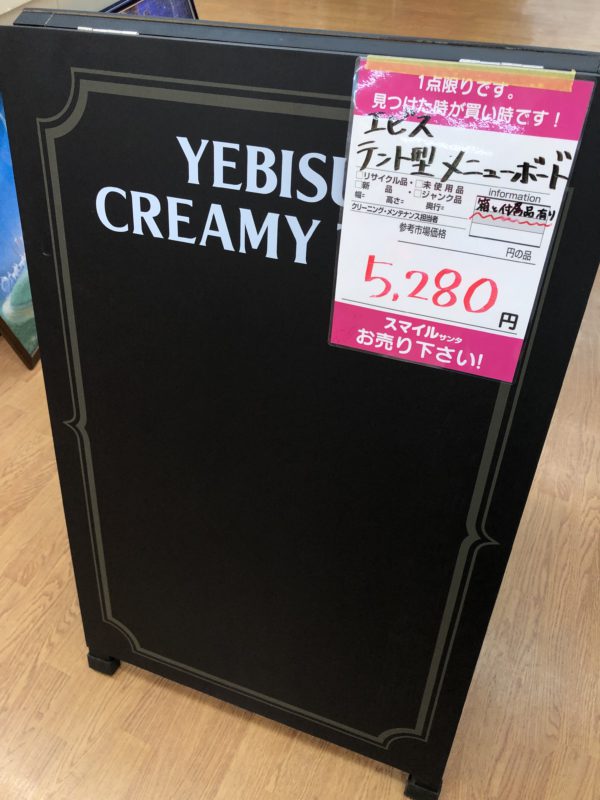 YEBISU
CREAMY T
1点限りです。
見つけた時が買い時です！
エビス
テント型 メニューボード
□リサイクル品・□未使用品
□新 品・□ジャンク品
幅= 高さ= 奥行=
クリーニング・メンテナンス担当者
information
箱と付属品有り
参考市場価格
円の品
5,280円
スマイルサンタ
お売り下さい!